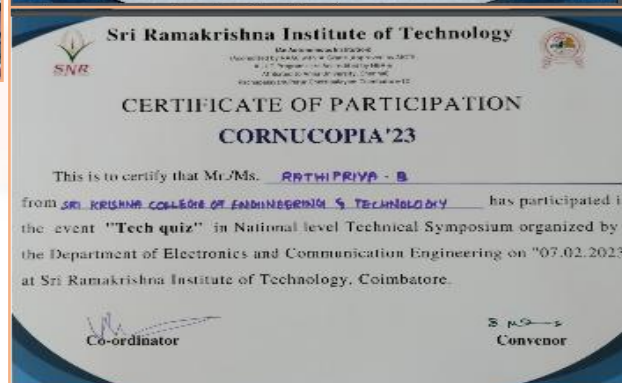 Sri Ramakrishna Institute of Technology
SNR
(An Autonomous Institution)
CERTIFICATE OF PARTICIPATION
CORNUCOPIA'23
This is to certify that Mr./Ms. RATHIPRIYA - B
from SRI KRISHNA COLLEGE OF ENGINEERING & TECHNOLOGY has participated i
the event "Tech quiz" in National level Technical Symposium organized by
the Department of Electronics and Communication Engineering on "07.02.2023
at Sri Ramakrishna Institute of Technology, Coimbatore.
Co-ordinator
Convenor